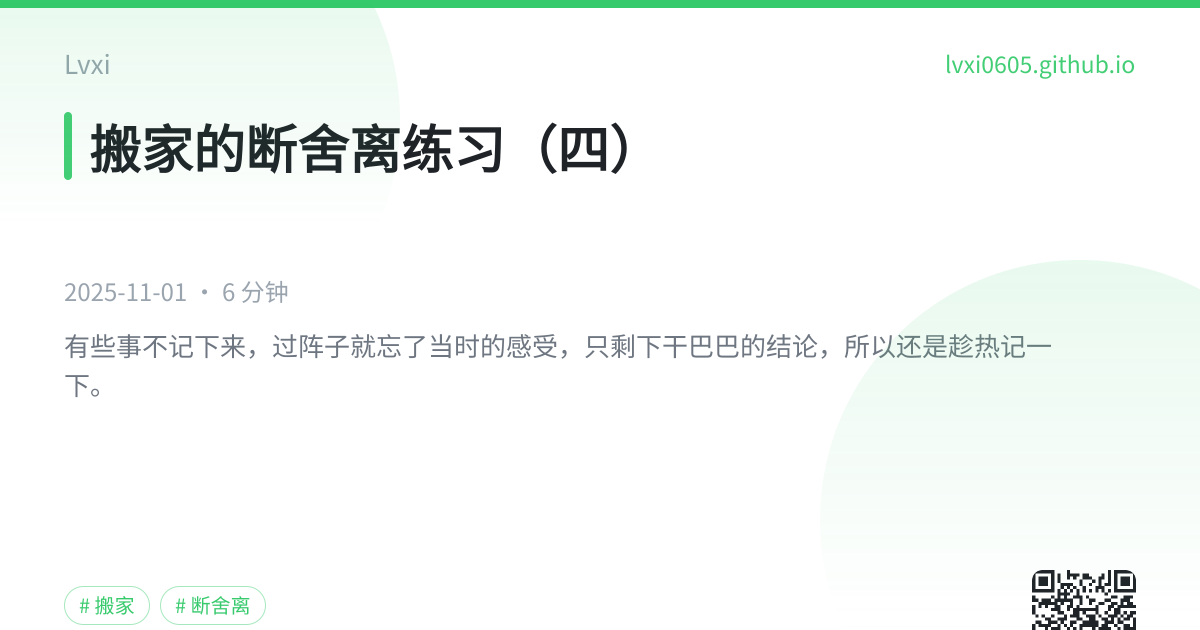 Lvxi
lvxi0605.github.io
搬家的断舍离练习（四）
2025-11-01 • 6 分钟
有些事不记下来，过阵子就忘了当时的感受，只剩下干巴巴的结论，所以还是趁热记一
下。
# 搬家
# 断舍离